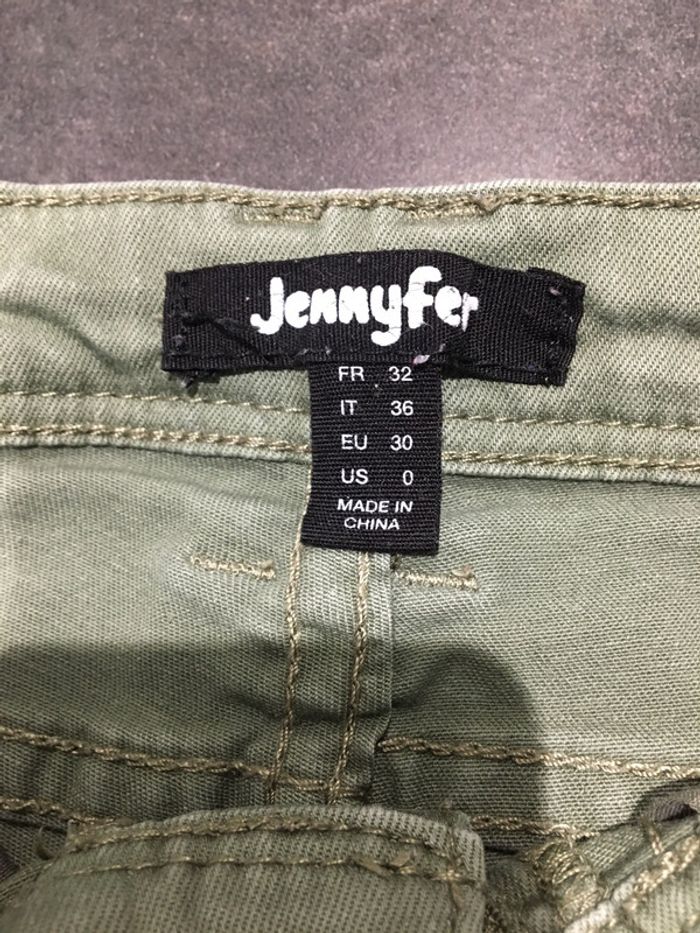 Jennyfer
FR 32
IT 36
EU 30
US 0
MADE IN
CHINA